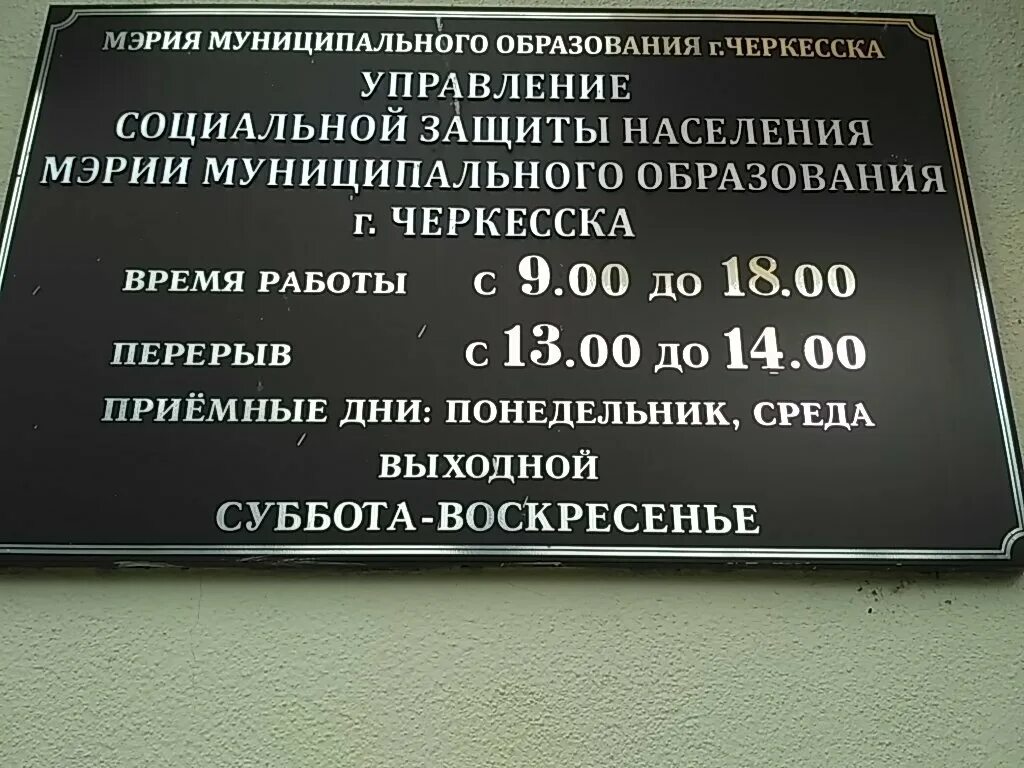 МЭРИЯ МУНИЦИПАЛЬНОГО ОБРАЗОВАНИЯ г.ЧЕРКЕССКА
УПРАВЛЕНИЕ
СОЦИАЛЬНОЙ ЗАЩИТЫ НАСЕЛЕНИЯ
МЭРИИ МУНИЦИПАЛЬНОГО ОБРАЗОВАНИЯ
г. ЧЕРКЕССКА
ВРЕМЯ РАБОТЫ с 9.00 до 18.00
ПЕРЕРЫВ с 13.00 до 14.00
ПРИЁМНЫЕ ДНИ: ПОНЕДЕЛЬНИК, СРЕДА
ВЫХОДНОЙ
СУББОТА-ВОСКРЕСЕНЬЕ